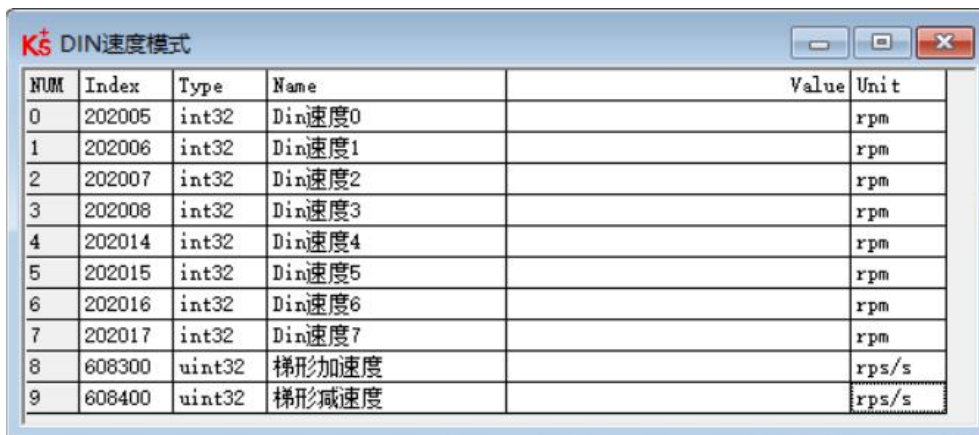 K+S DIN速度模式
NUM Index Type Name Value Unit
0 202005 int32 Din速度0 rpm
1 202006 int32 Din速度1 rpm
2 202007 int32 Din速度2 rpm
3 202008 int32 Din速度3 rpm
4 202014 int32 Din速度4 rpm
5 202015 int32 Din速度5 rpm
6 202016 int32 Din速度6 rpm
7 202017 int32 Din速度7 rpm
8 608300 uint32 梯形加速度 rps/s
9 608400 uint32 梯形减速度 rps/s